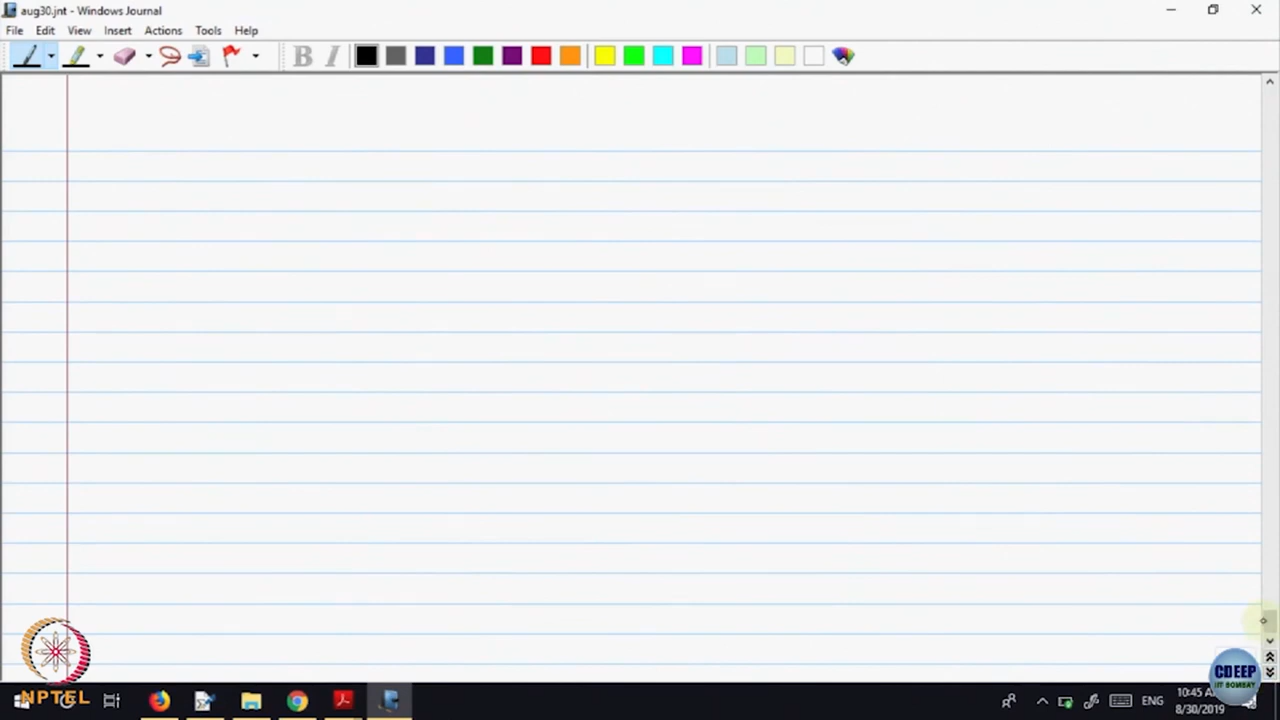 aug30.jnt - Windows Journal
File Edit View Insert Actions Tools Help
B I
NPTEL
CDEEP
IIT BOMBAY
ENG
10:45 A
8/30/2019